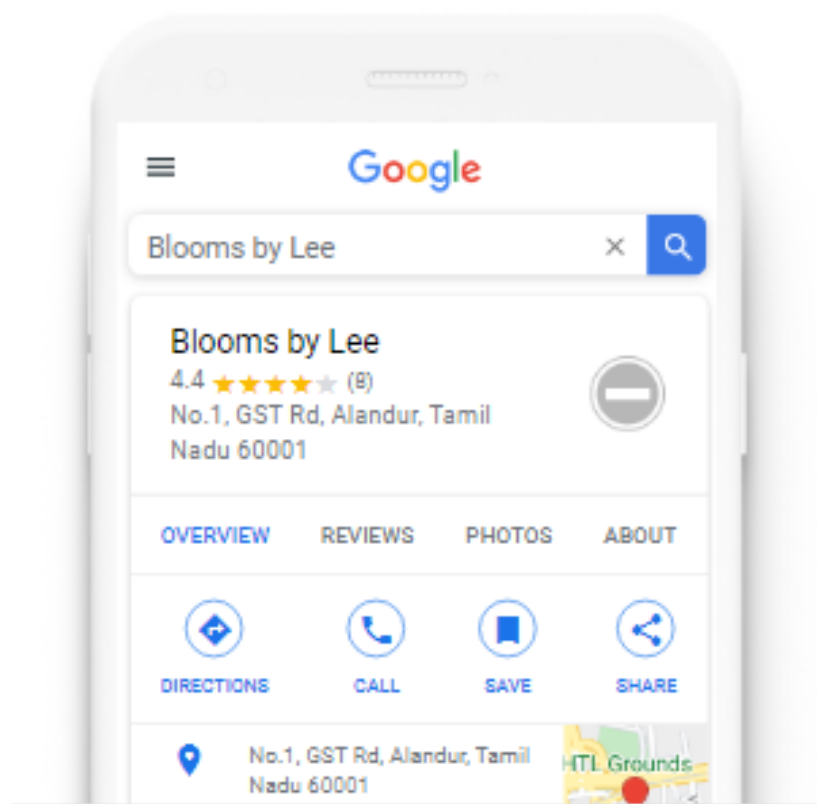 Google
Blooms by Lee
Blooms by Lee
4.4 (8)
No.1, GST Rd, Alandur, Tamil
Nadu 60001
OVERVIEW REVIEWS PHOTOS ABOUT
DIRECTIONS CALL SAVE SHARE
No.1, GST Rd, Alandur, Tamil
Nadu 60001
HTL Grounds